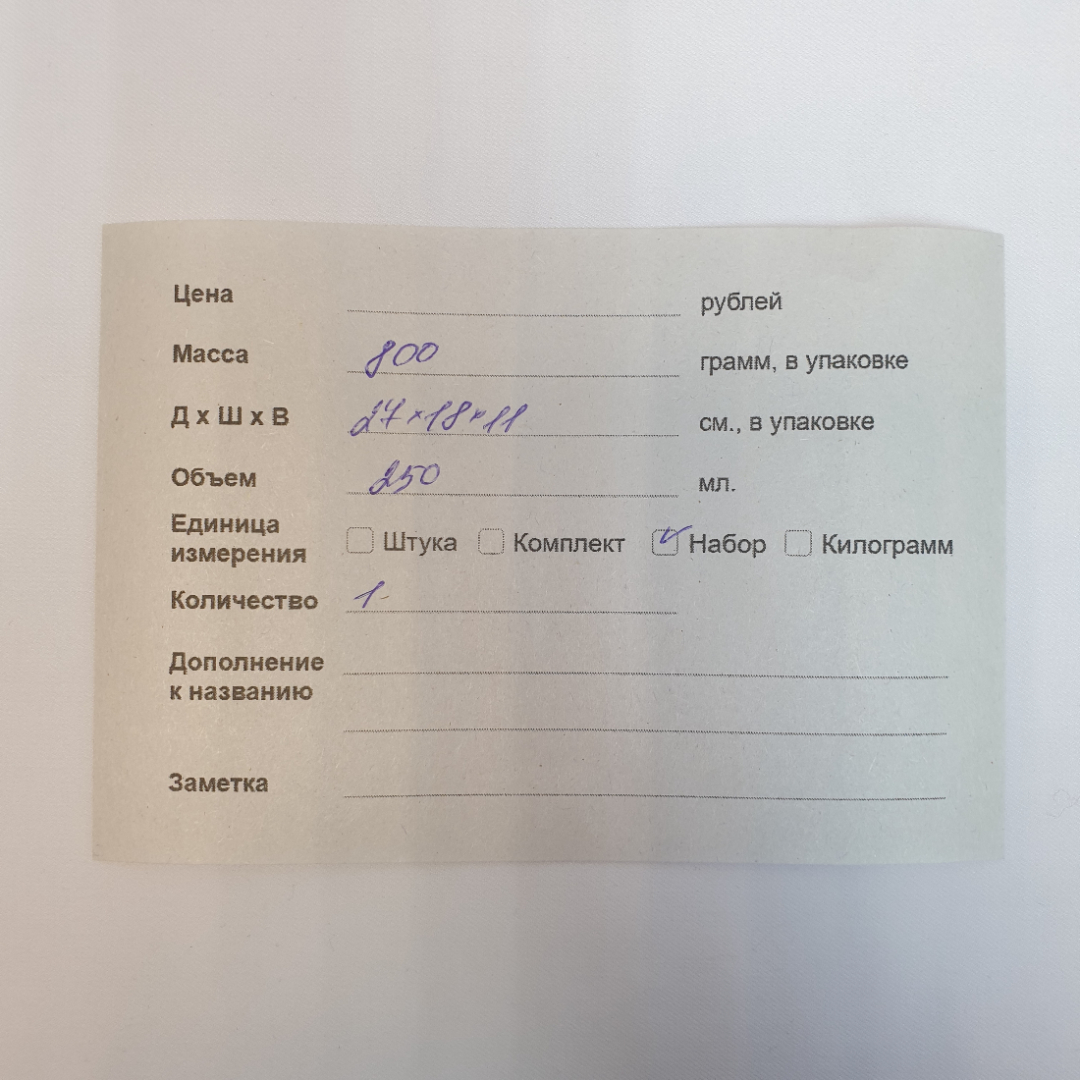 Цена рублей
Масса 800 грамм, в упаковке
Д х Ш х В 27×18×11 см., в упаковке
Объем 250 мл.
Единица измерения Штука Комплект Набор Килограмм
Количество 1-
Дополнение
к названию
Заметка